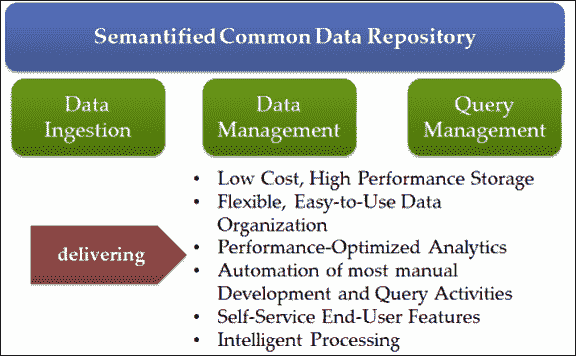 Semantified Common Data Repository
Data
Ingestion
Data
Management
Query
Management
delivering
• Low Cost, High Performance Storage
• Flexible, Easy-to-Use Data
Organization
• Performance-Optimized Analytics
• Automation of most manual
Development and Query Activities
• Self-Service End-User Features
• Intelligent Processing